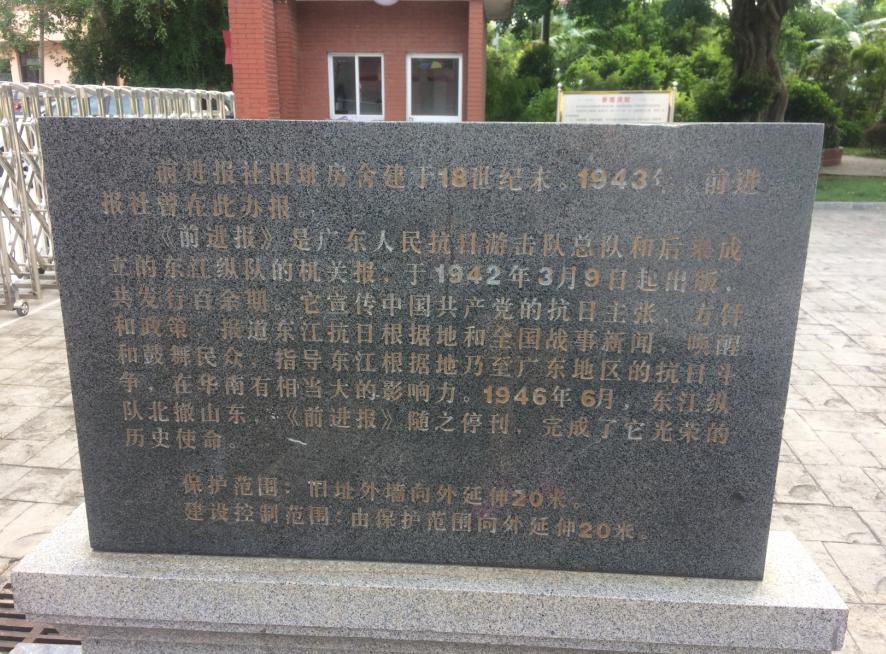 前进报社旧址房舍建于18世纪末。1943年，前进
报社曾在此办报。
《前进报》是广东人民抗日游击队总队和后来成
立的东江纵队的机关报，于1942年3月9日起出版，
共发行百余期。它宣传中国共产党的抗日主张、方针
和政策，报道东江抗日根据地和全国战事新闻，唤醒
和鼓舞民众，指导东江根据地乃至广东地区的抗日斗
争，在华南有相当大的影响力。1946年6月，东江纵
队北撤山东，《前进报》随之停刊，完成了它光荣的
历史使命。
保护范围：旧址外墙向外延伸20米。
建设控制范围：由保护范围向外延伸20米。